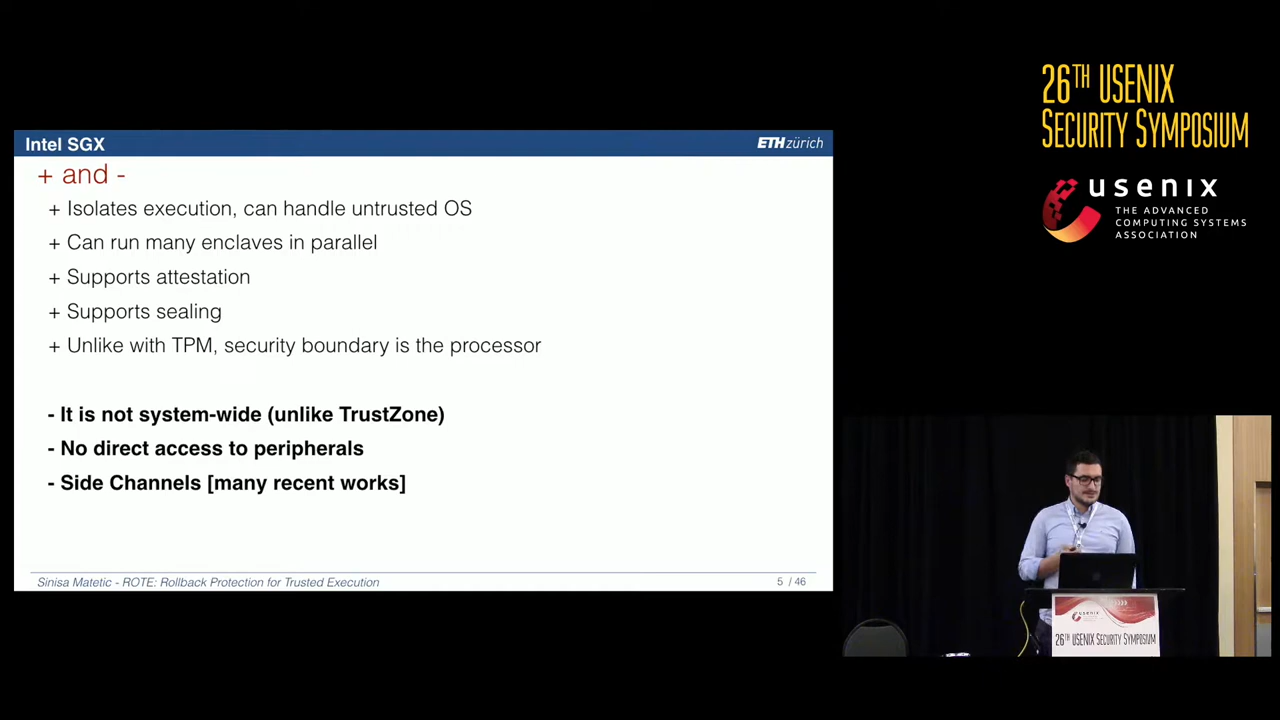 26TH USENIX
SECURITY SYMPOSIUM
usenix
THE ADVANCED
COMPUTING SYSTEMS
ASSOCIATION
Intel SGX
ETH zürich
+ and -
+ Isolates execution, can handle untrusted OS
+ Can run many enclaves in parallel
+ Supports attestation
+ Supports sealing
+ Unlike with TPM, security boundary is the processor
- It is not system-wide (unlike TrustZone)
- No direct access to peripherals
- Side Channels [many recent works]
Sinisa Matetic - ROTE: Rollback Protection for Trusted Execution
5 / 46
usenix
26TH USENIX SECURITY SYMPOSIUM